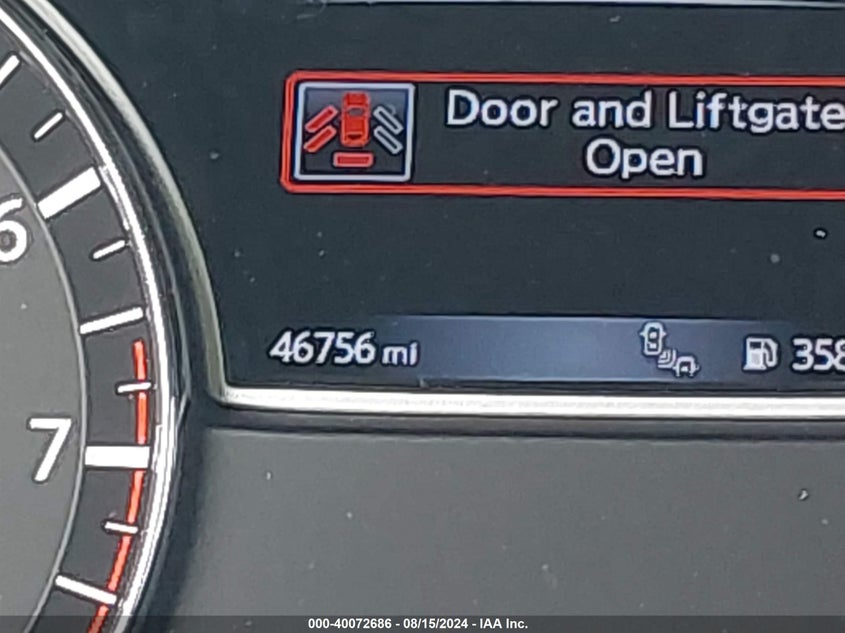 Door and Liftgate
Open
6
46756 mi
358
7
000-40072686 - 08/15/2024 - IAA Inc.